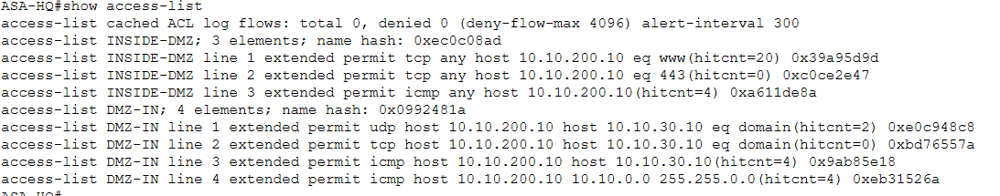 ASA-HQ#show access-list
access-list cached ACL log flows: total 0, denied 0 (deny-flow-max 4096) alert-interval 300
access-list INSIDE-DMZ; 3 elements; name hash: 0xec0c08ad
access-list INSIDE-DMZ line 1 extended permit tcp any host 10.10.200.10 eq www(hitcnt=20) 0x39a95d9d
access-list INSIDE-DMZ line 2 extended permit tcp any host 10.10.200.10 eq 443(hitcnt=0) 0xc0ce2e47
access-list INSIDE-DMZ line 3 extended permit icmp any host 10.10.200.10(hitcnt=4) 0xa611de8a
access-list DMZ-IN; 4 elements; name hash: 0x0992481a
access-list DMZ-IN line 1 extended permit udp host 10.10.200.10 host 10.10.30.10 eq domain(hitcnt=2) 0xe0c948c8
access-list DMZ-IN line 2 extended permit tcp host 10.10.200.10 host 10.10.30.10 eq domain(hitcnt=0) 0xbd76557a
access-list DMZ-IN line 3 extended permit icmp host 10.10.200.10 host 10.10.30.10(hitcnt=4) 0x9ab85e18
access-list DMZ-IN line 4 extended permit icmp host 10.10.200.10 10.10.0.0 255.255.0.0(hitcnt=4) 0xeb31526a
ASA-HQ#